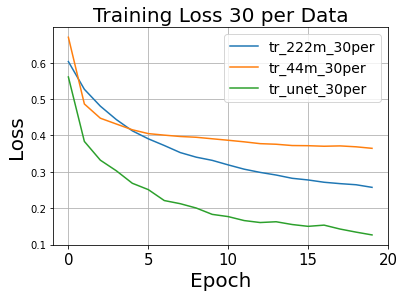 Training Loss 30 per Data
tr_222m_30per
tr_44m_30per
tr_unet_30per
Loss
0.6
0.5
0.4
0.3
0.2
0.1
0 5 10 15 20
Epoch